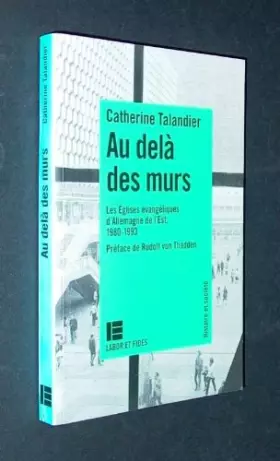 Catherine Talandier
Au delà des murs
Catherine Talandier
Au delà
des murs
Les Eglises évangéliques
d'Allemagne de l'Est,
1980-1993
Préface de Rudolf von Thadden
Histoire et société
LABOR ET FIDES